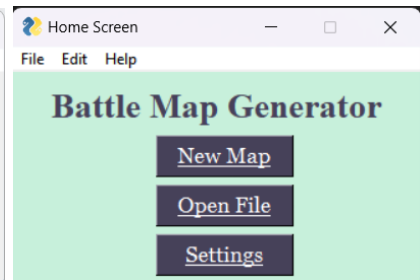 Home Screen
File Edit Help
Battle Map Generator
New Map
Open File
Settings